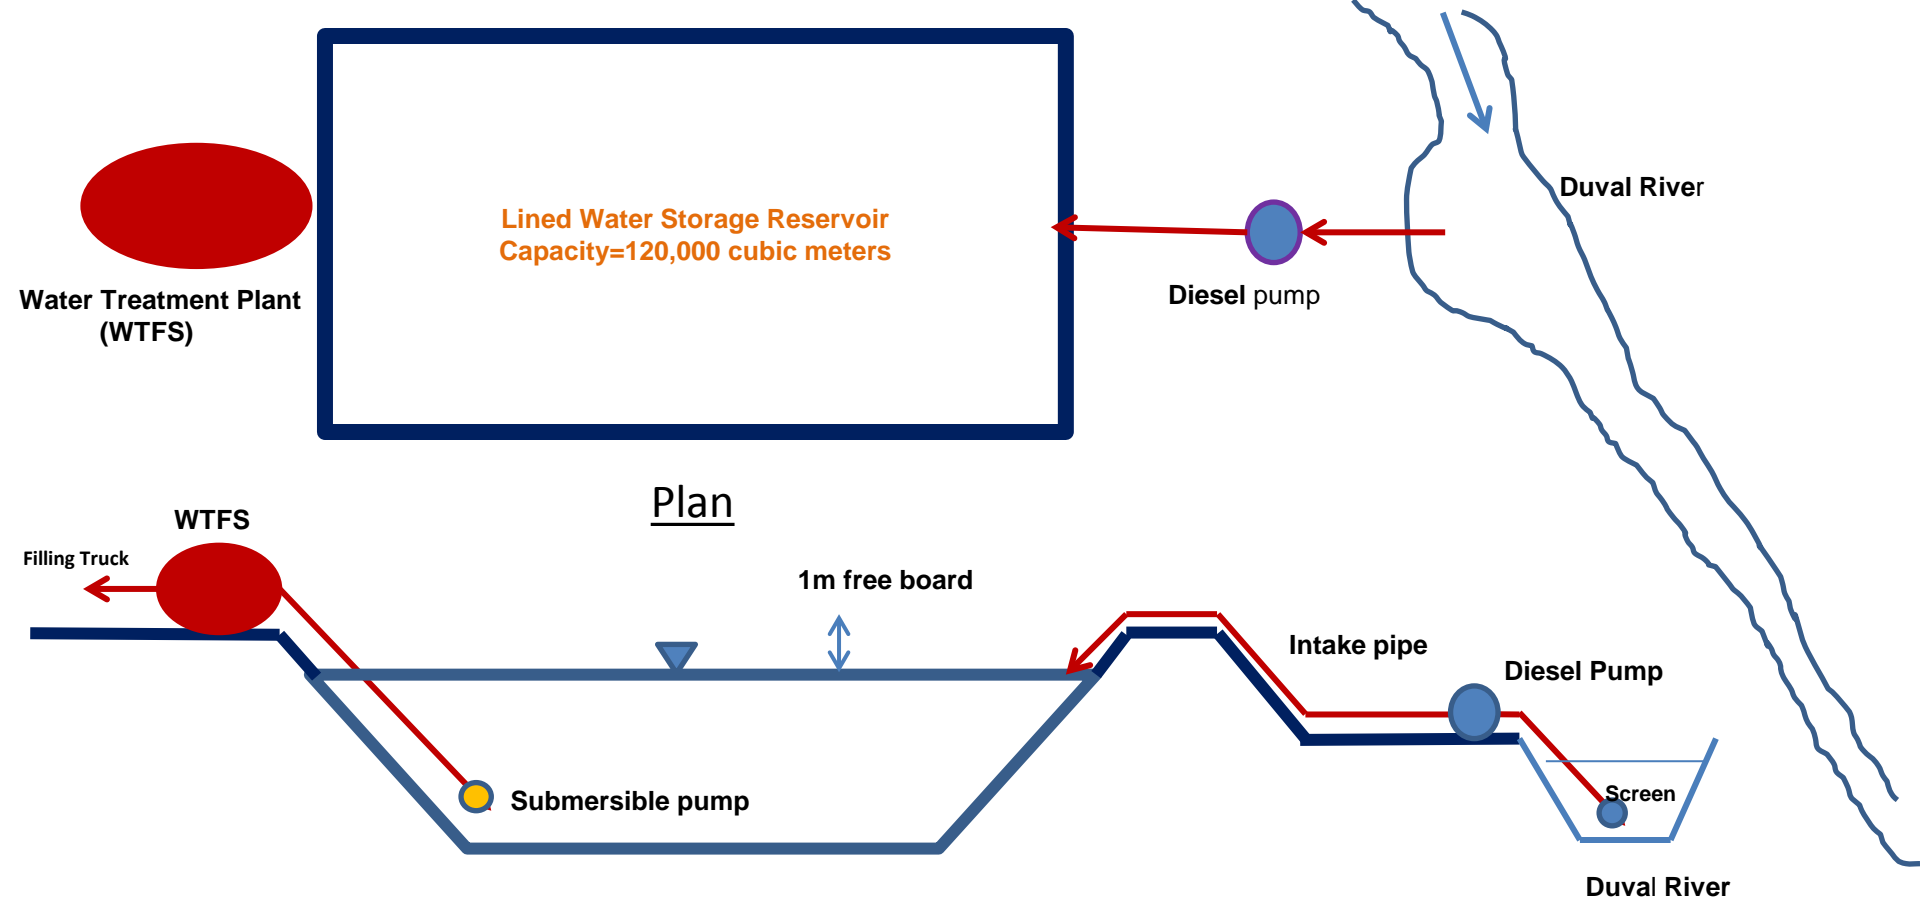 Duval River
Lined Water Storage Reservoir
Capacity=120,000 cubic meters
Water Treatment Plant
(WTFS)
Diesel pump
Plan
WTFS
Filling Truck
1m free board
Intake pipe
Diesel Pump
Submersible pump
Screen
Duval River